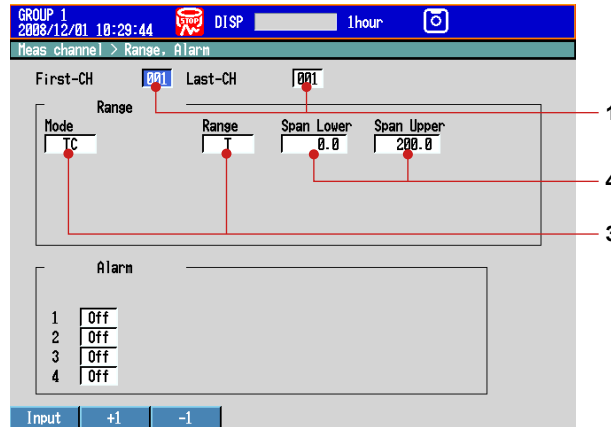 GROUP 1
2008/12/01 10:29:44 STOP DISP 1hour
Meas channel > Range, Alarm
First-CH 001 Last-CH 001
1
Range
Mode Range Span Lower Span Upper
TC T 0.0 200.0
4
3
Alarm
1 Off
2 Off
3 Off
4 Off
Input +1 -1